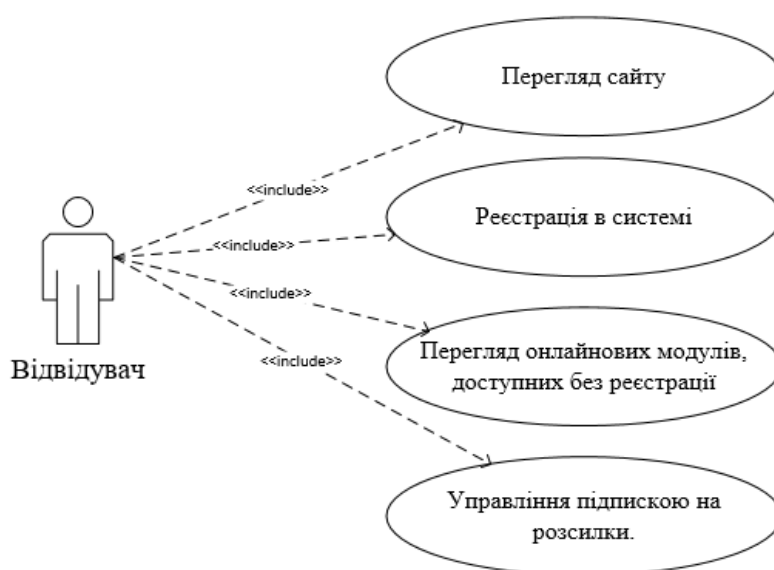 Перегляд сайту
<<include>>
Реєстрація в системі
<<include>>
<<include>>
Перегляд онлайнових модулів,
доступних без реєстрації
<<include>>
Відвідувач
Управління підпискою на
розсилки.